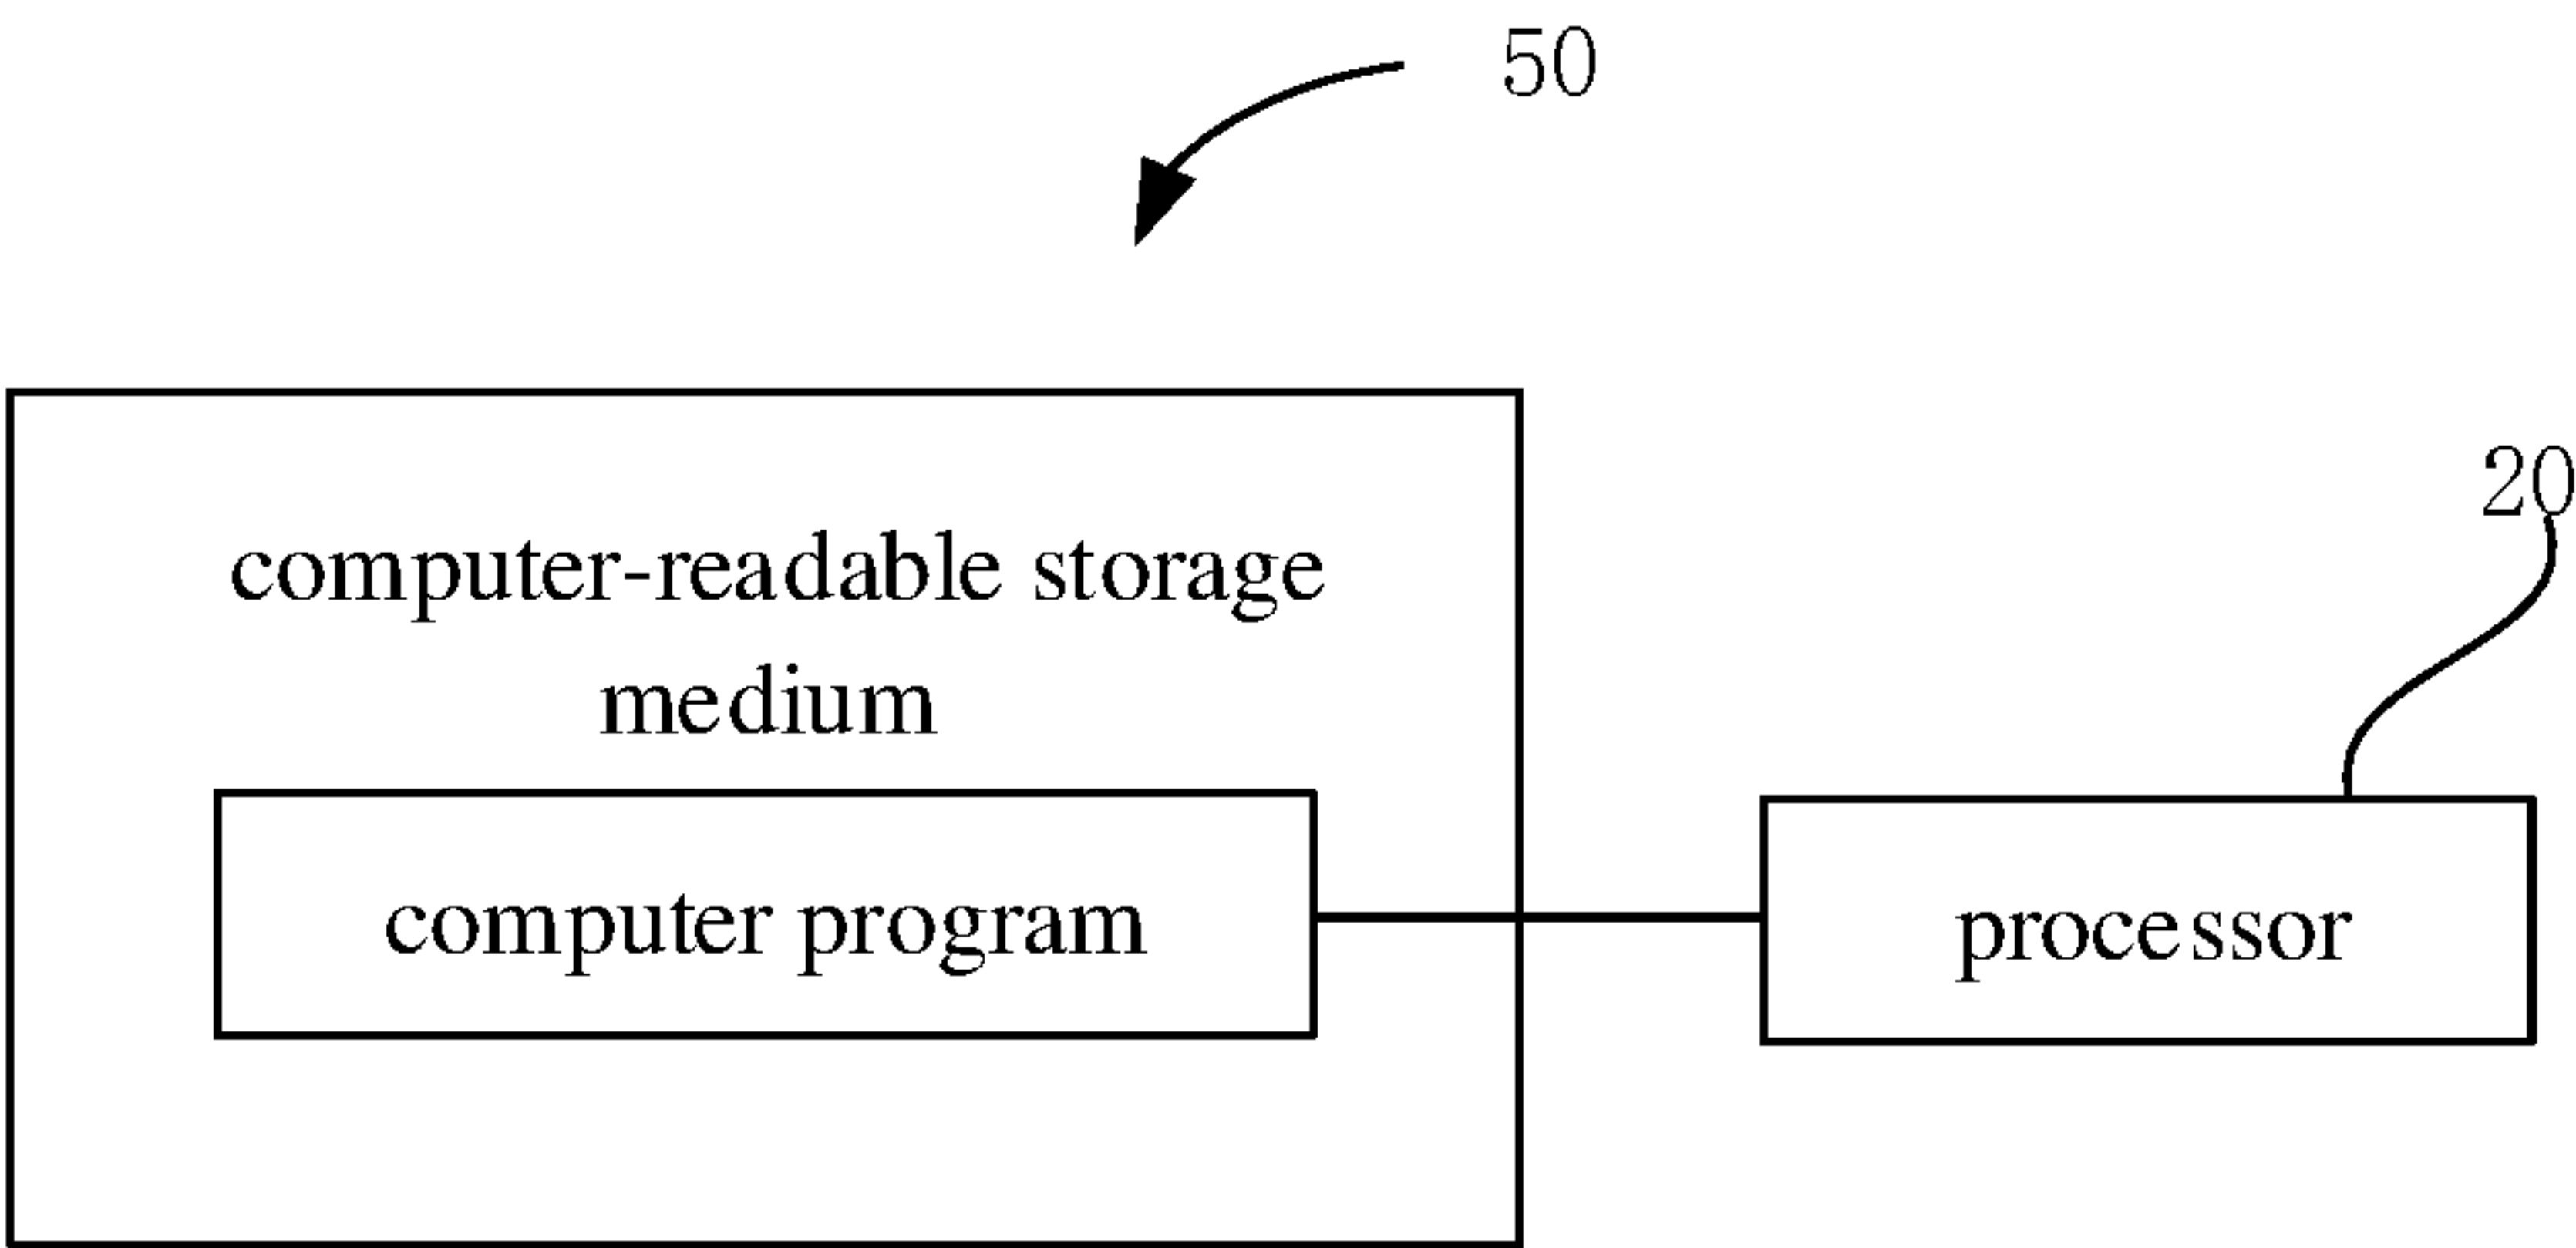 50
20
computer-readable storage
medium
computer program
processor